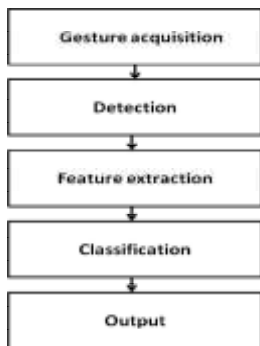 Gesture acquisition
Detection
Feature extraction
Classification
Output